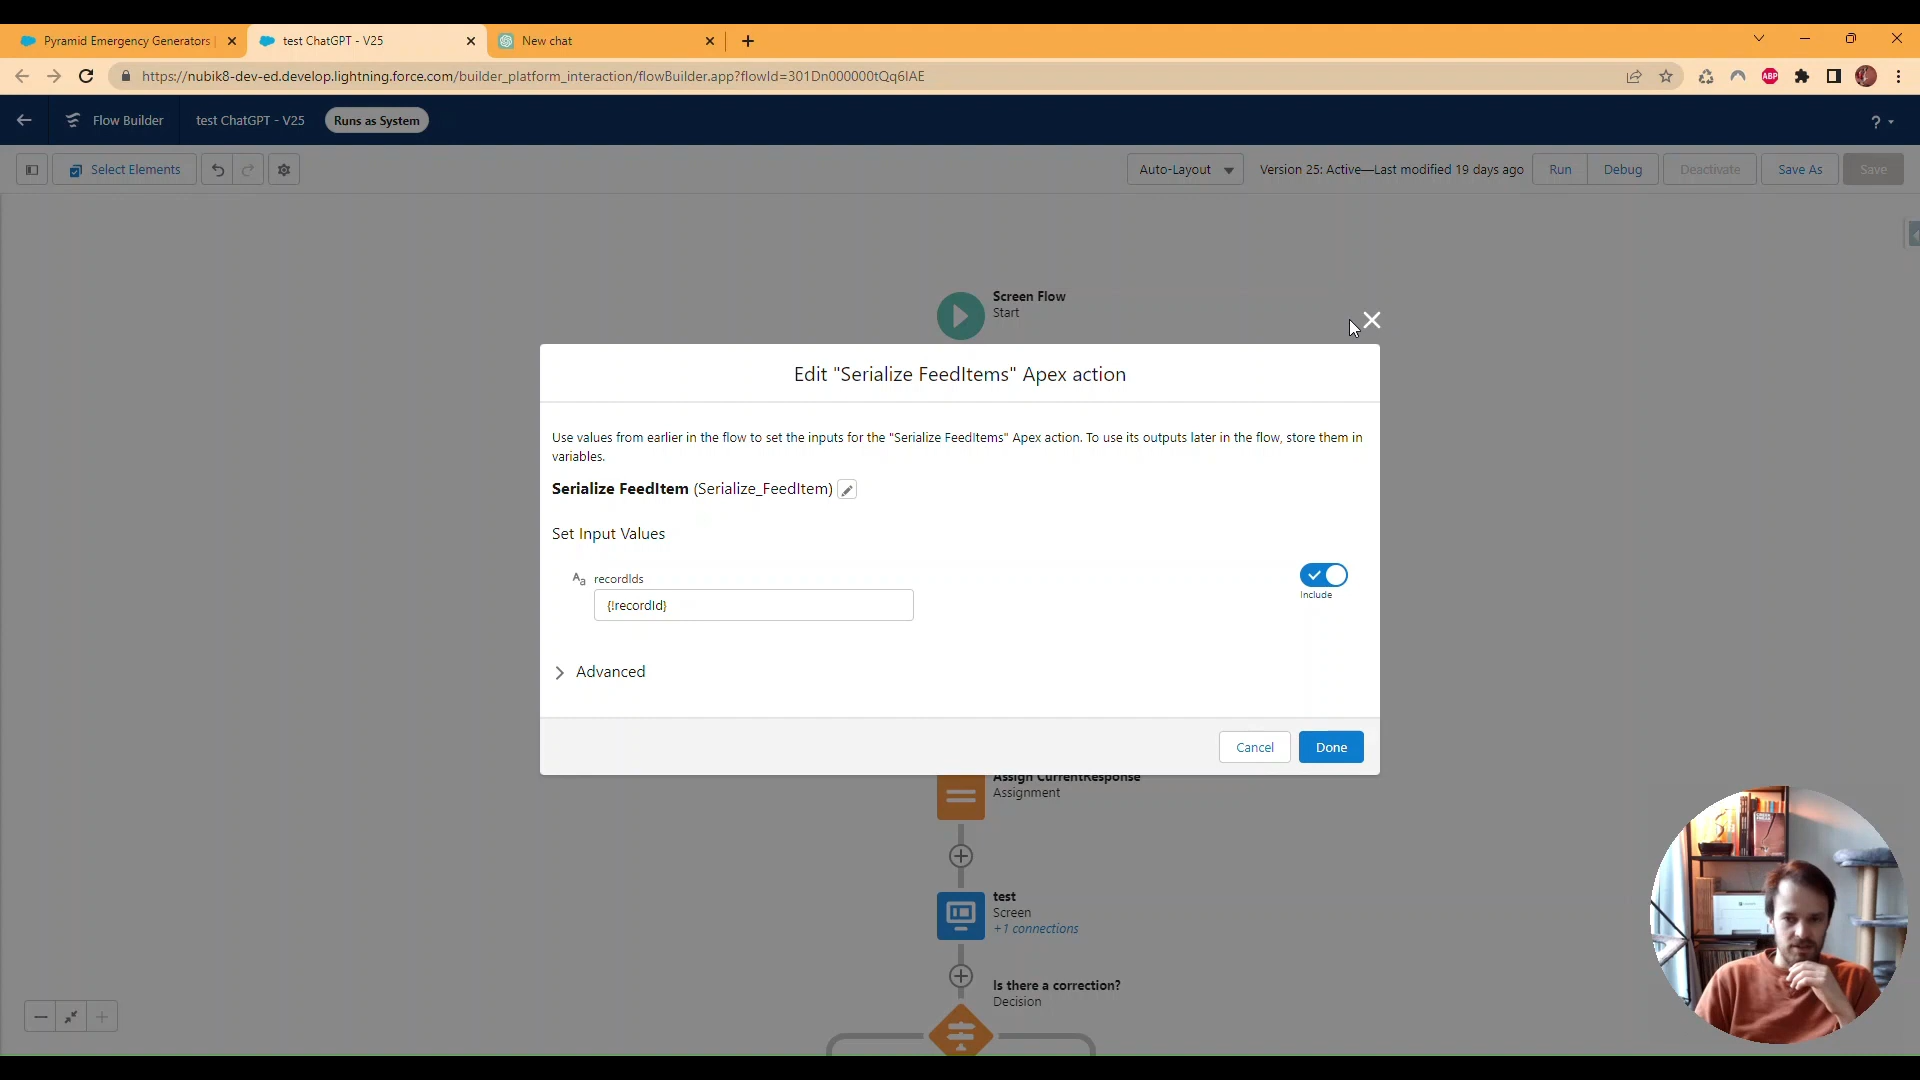 Pyramid Emergency Generators
test ChatGPT - V25
New chat
https://nubik8-dev-ed.develop.lightning.force.com/builder_platform_interaction/flowBuilder.app?flowId=301Dn000000tQq6IAE
ABP
Flow Builder
test ChatGPT - V25
Runs as System
?
Select Elements
Auto-Layout
Version 25: Active—Last modified 19 days ago
Run
Debug
Deactivate
Save As
Save
Screen Flow
Start
Edit "Serialize FeedItems" Apex action
Use values from earlier in the flow to set the inputs for the "Serialize FeedItems" Apex action. To use its outputs later in the flow, store them in
variables.
Serialize FeedItem (Serialize_FeedItem)
Set Input Values
Aa recordIds
{!recordId}
Include
Advanced
Cancel
Done
Assign CurrentResponse
Assignment
test
Screen
+1 connections
Is there a correction?
Decision